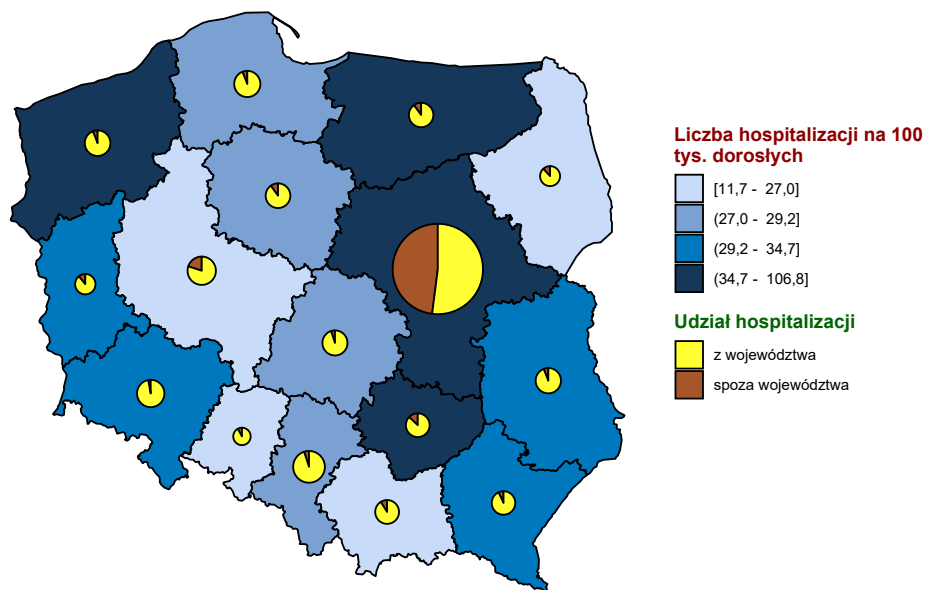 Liczba hospitalizacji na 100
tys. dorosłych
[11,7 - 27,0]
(27,0 - 29,2]
(29,2 - 34,7]
(34,7 - 106,8]
Udział hospitalizacji
z województwa
spoza województwa